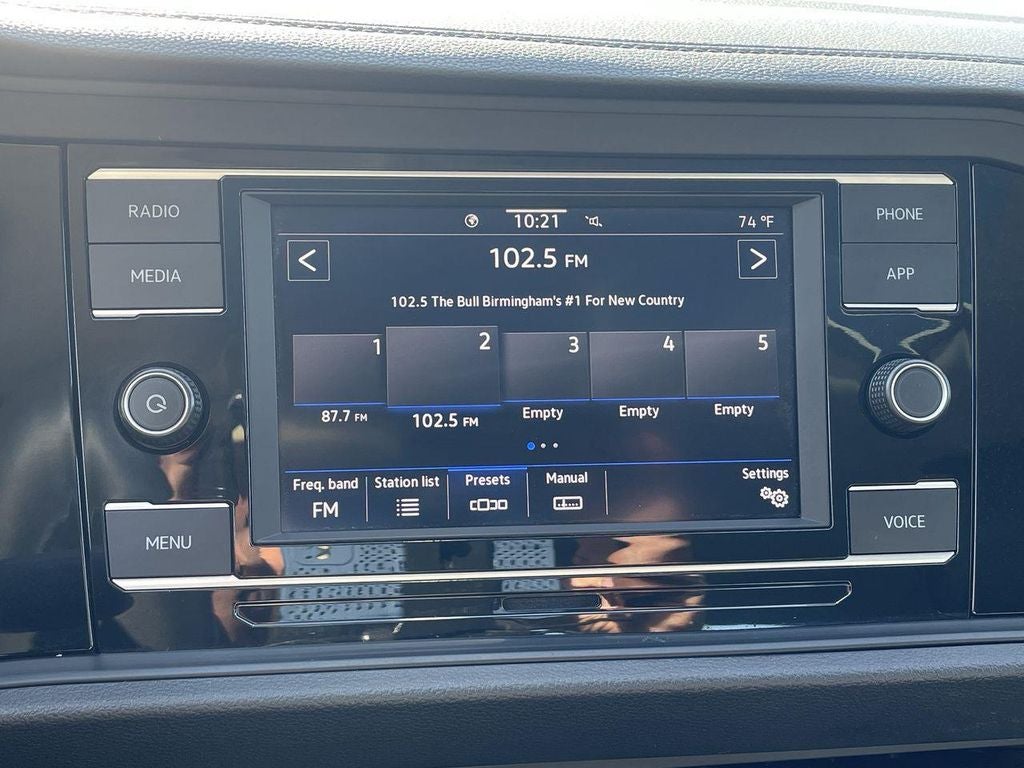 RADIO
MEDIA
MENU
10:21
74 °F
<
102.5 FM
>
102.5 The Bull Birmingham's #1 For New Country
1
2
3
4
5
87.7 FM
102.5 FM
Empty
Empty
Empty
Freq. band
FM
Station list
Presets
Manual
Settings
PHONE
APP
VOICE